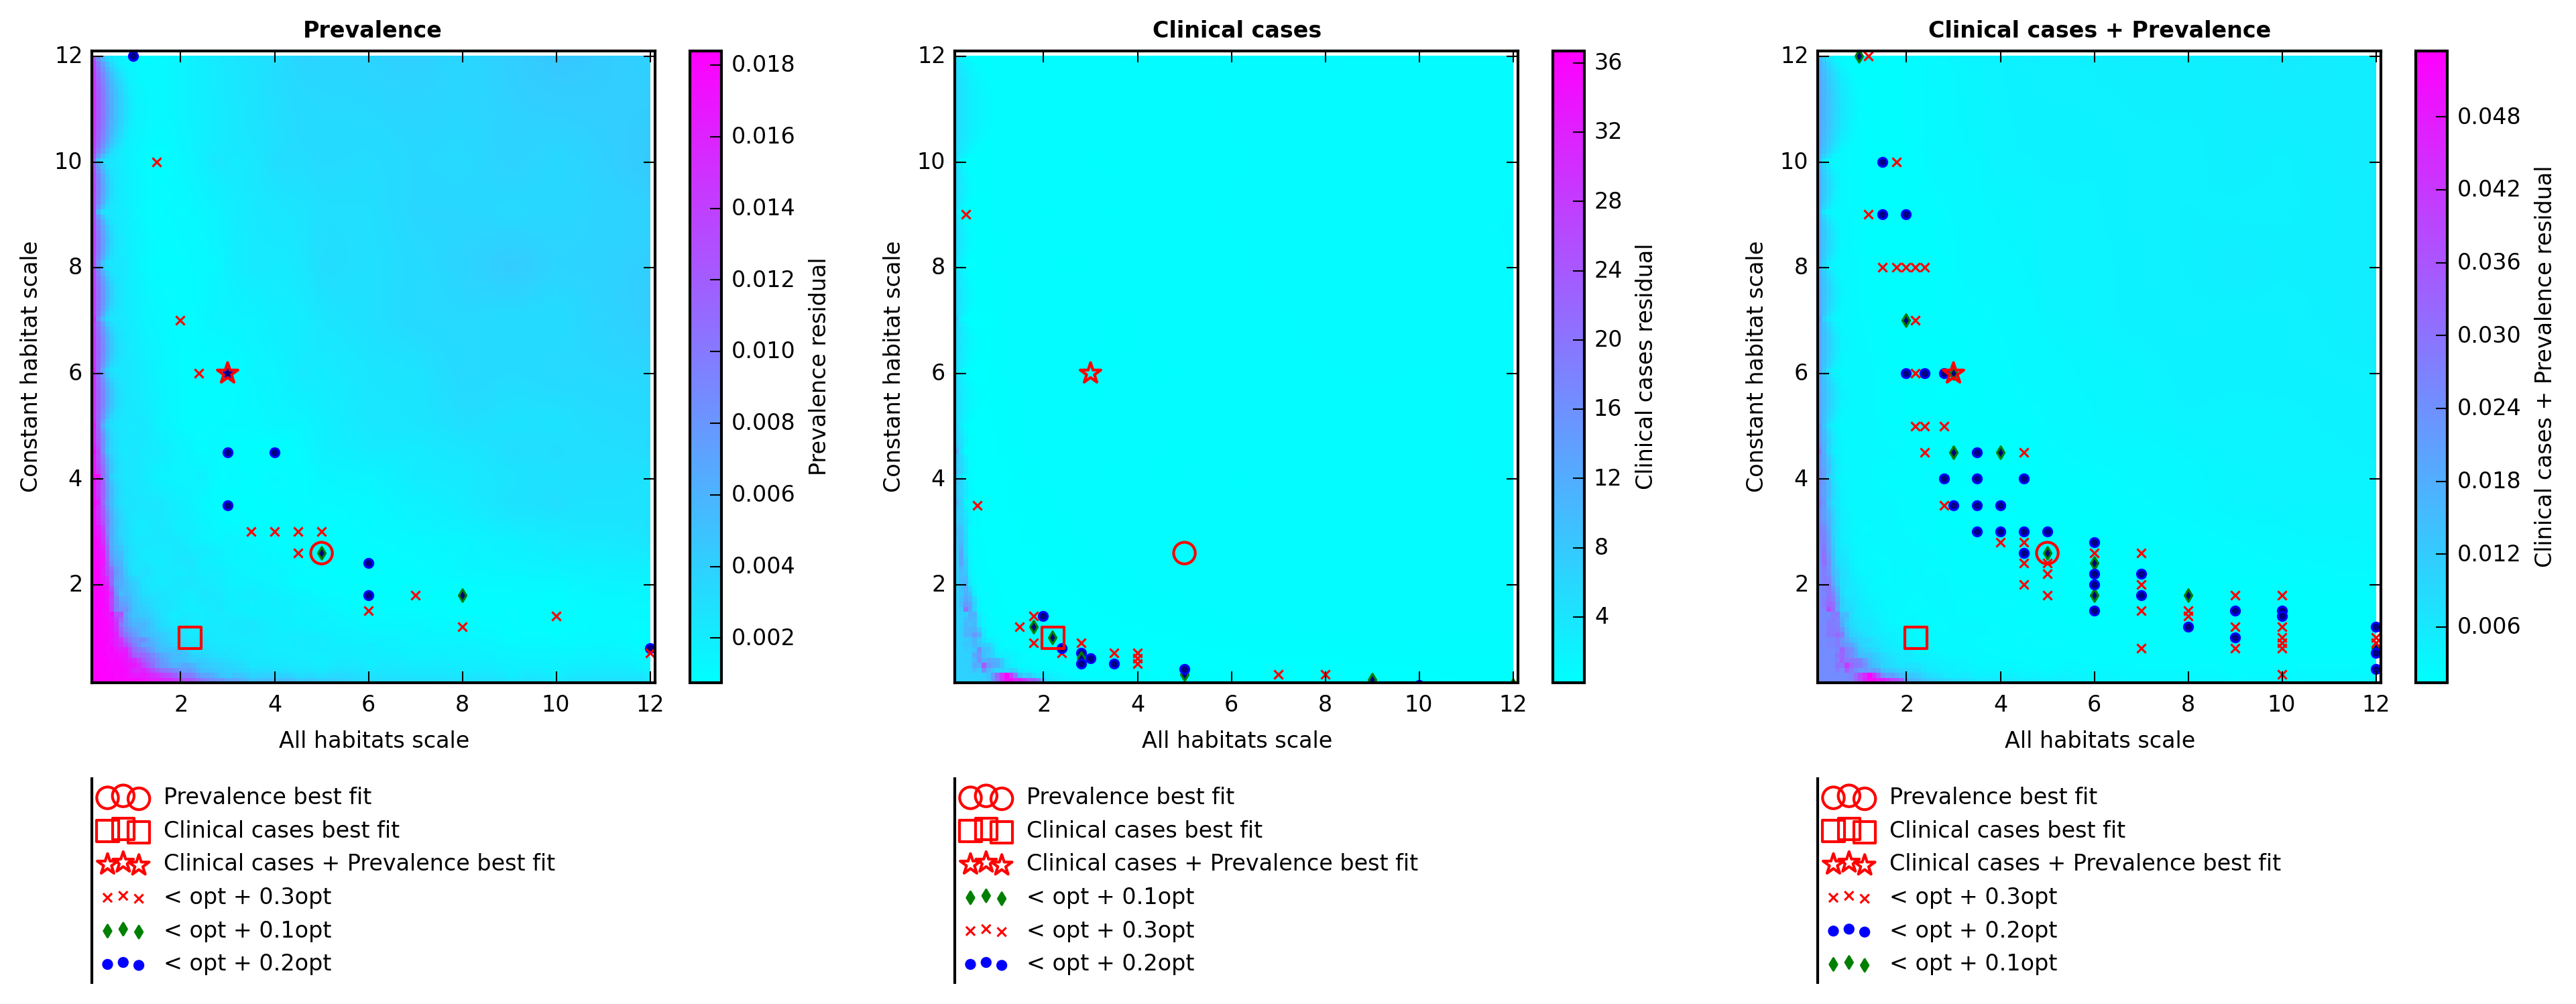 Prevalence
12
10
8
6
4
2
Constant habitat scale
2 4 6 8 10 12
All habitats scale
0.018
0.016
0.014
0.012
0.010
0.008
0.006
0.004
0.002
Prevalence residual
Prevalence best fit
Clinical cases best fit
Clinical cases + Prevalence best fit
< opt + 0.3opt
< opt + 0.1opt
< opt + 0.2opt
Clinical cases
12
10
8
6
4
2
Constant habitat scale
2 4 6 8 10 12
All habitats scale
36
32
28
24
20
16
12
8
4
Clinical cases residual
Prevalence best fit
Clinical cases best fit
Clinical cases + Prevalence best fit
< opt + 0.1opt
< opt + 0.3opt
< opt + 0.2opt
Clinical cases + Prevalence
12
10
8
6
4
2
Constant habitat scale
2 4 6 8 10 12
All habitats scale
0.048
0.042
0.036
0.030
0.024
0.018
0.012
0.006
Clinical cases + Prevalence residual
Prevalence best fit
Clinical cases best fit
Clinical cases + Prevalence best fit
< opt + 0.3opt
< opt + 0.2opt
< opt + 0.1opt